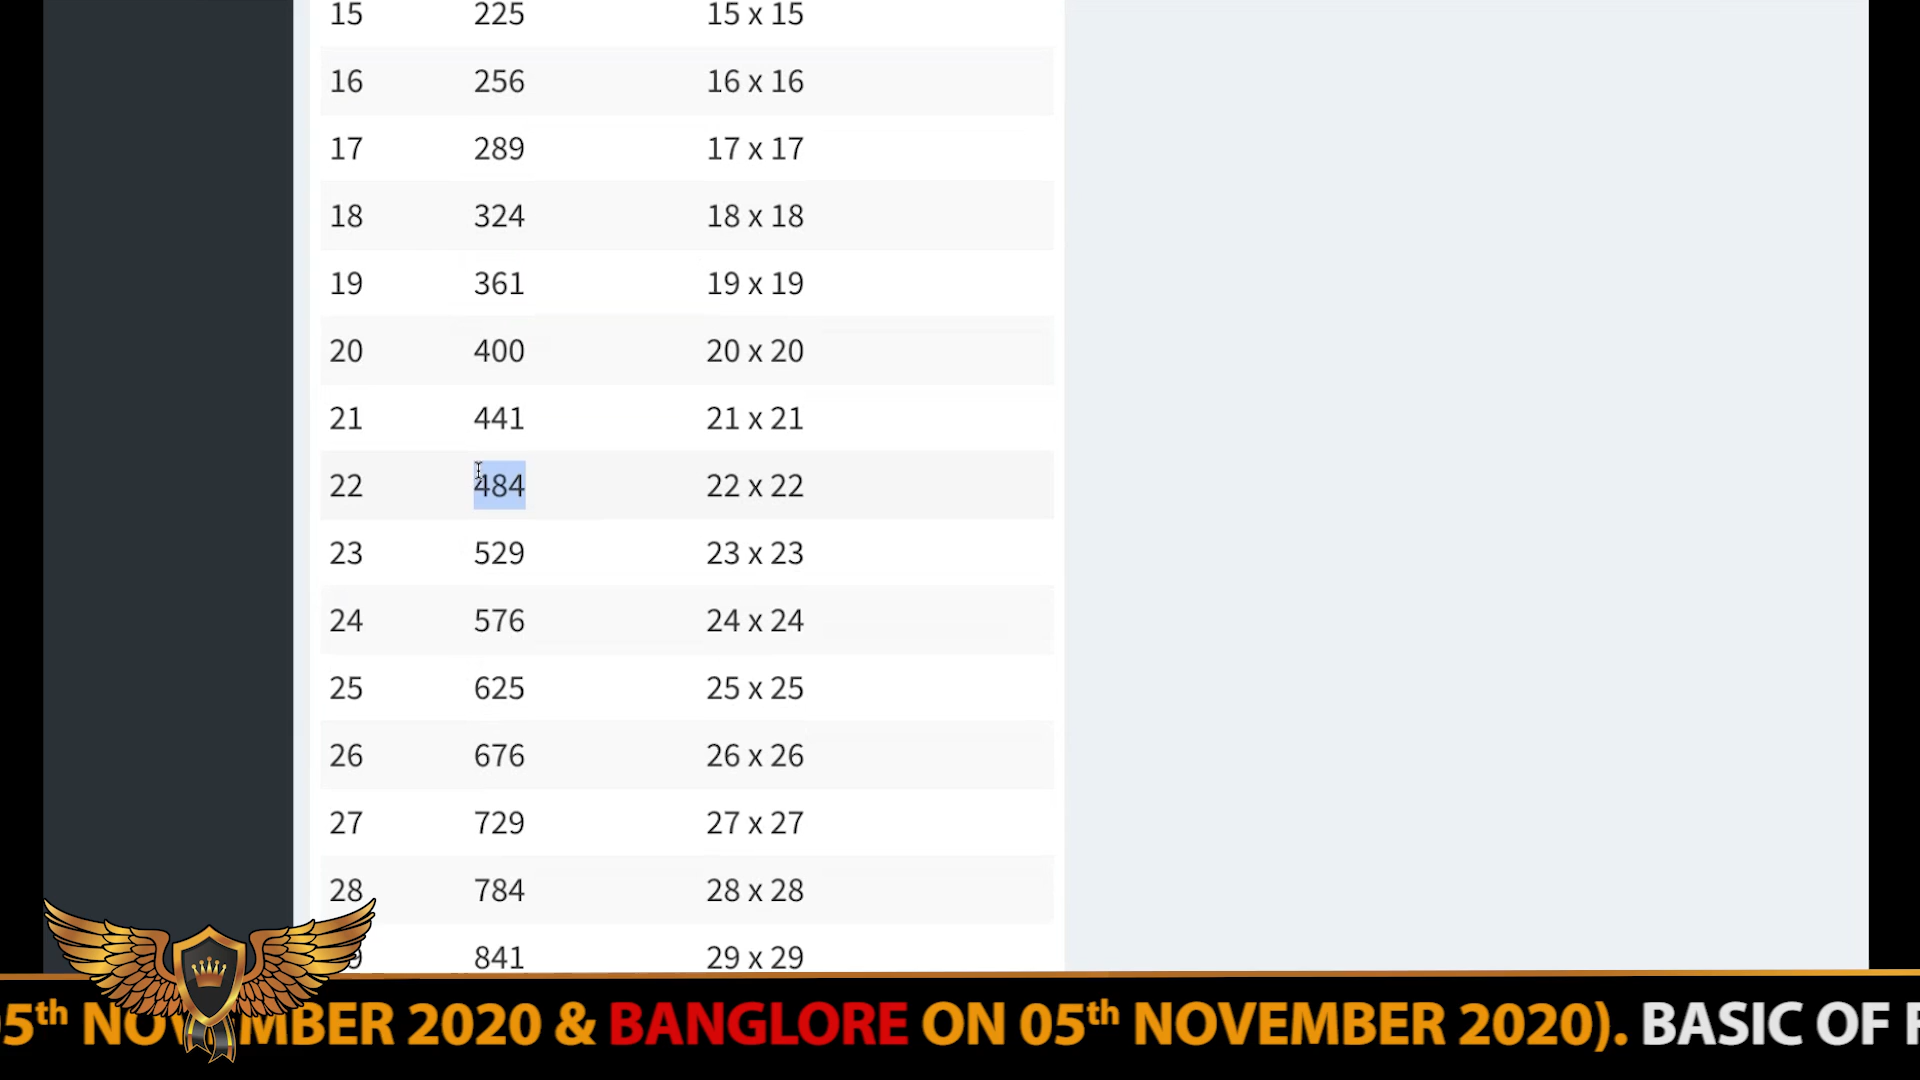 15 225 15 x 15
16 256 16 x 16
17 289 17 x 17
18 324 18 x 18
19 361 19 x 19
20 400 20 x 20
21 441 21 x 21
22 484 22 x 22
23 529 23 x 23
24 576 24 x 24
25 625 25 x 25
26 676 26 x 26
27 729 27 x 27
28 784 28 x 28
841 29 x 29
5th NOVEMBER 2020 & BANGLORE ON 05th NOVEMBER 2020). BASIC OF